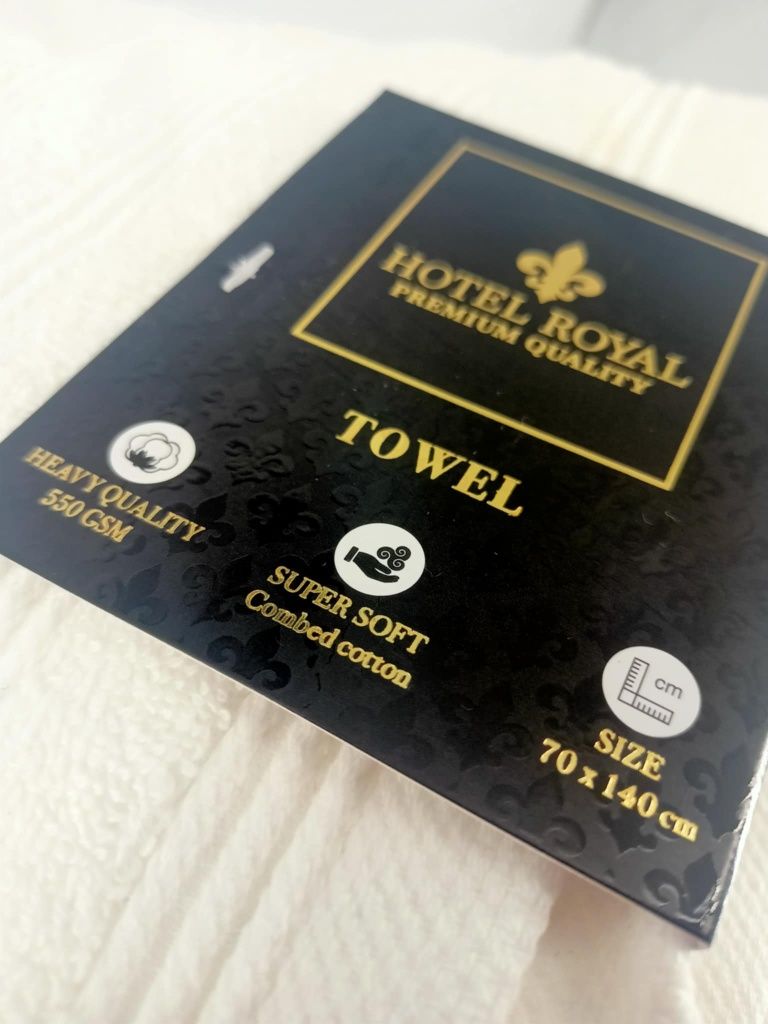 HOTEL ROYAL
PREMIUM QUALITY
TOWEL
HEAVY QUALITY
550 GSM
SUPER SOFT
Combed cotton
cm
SIZE
70 x 140 cm